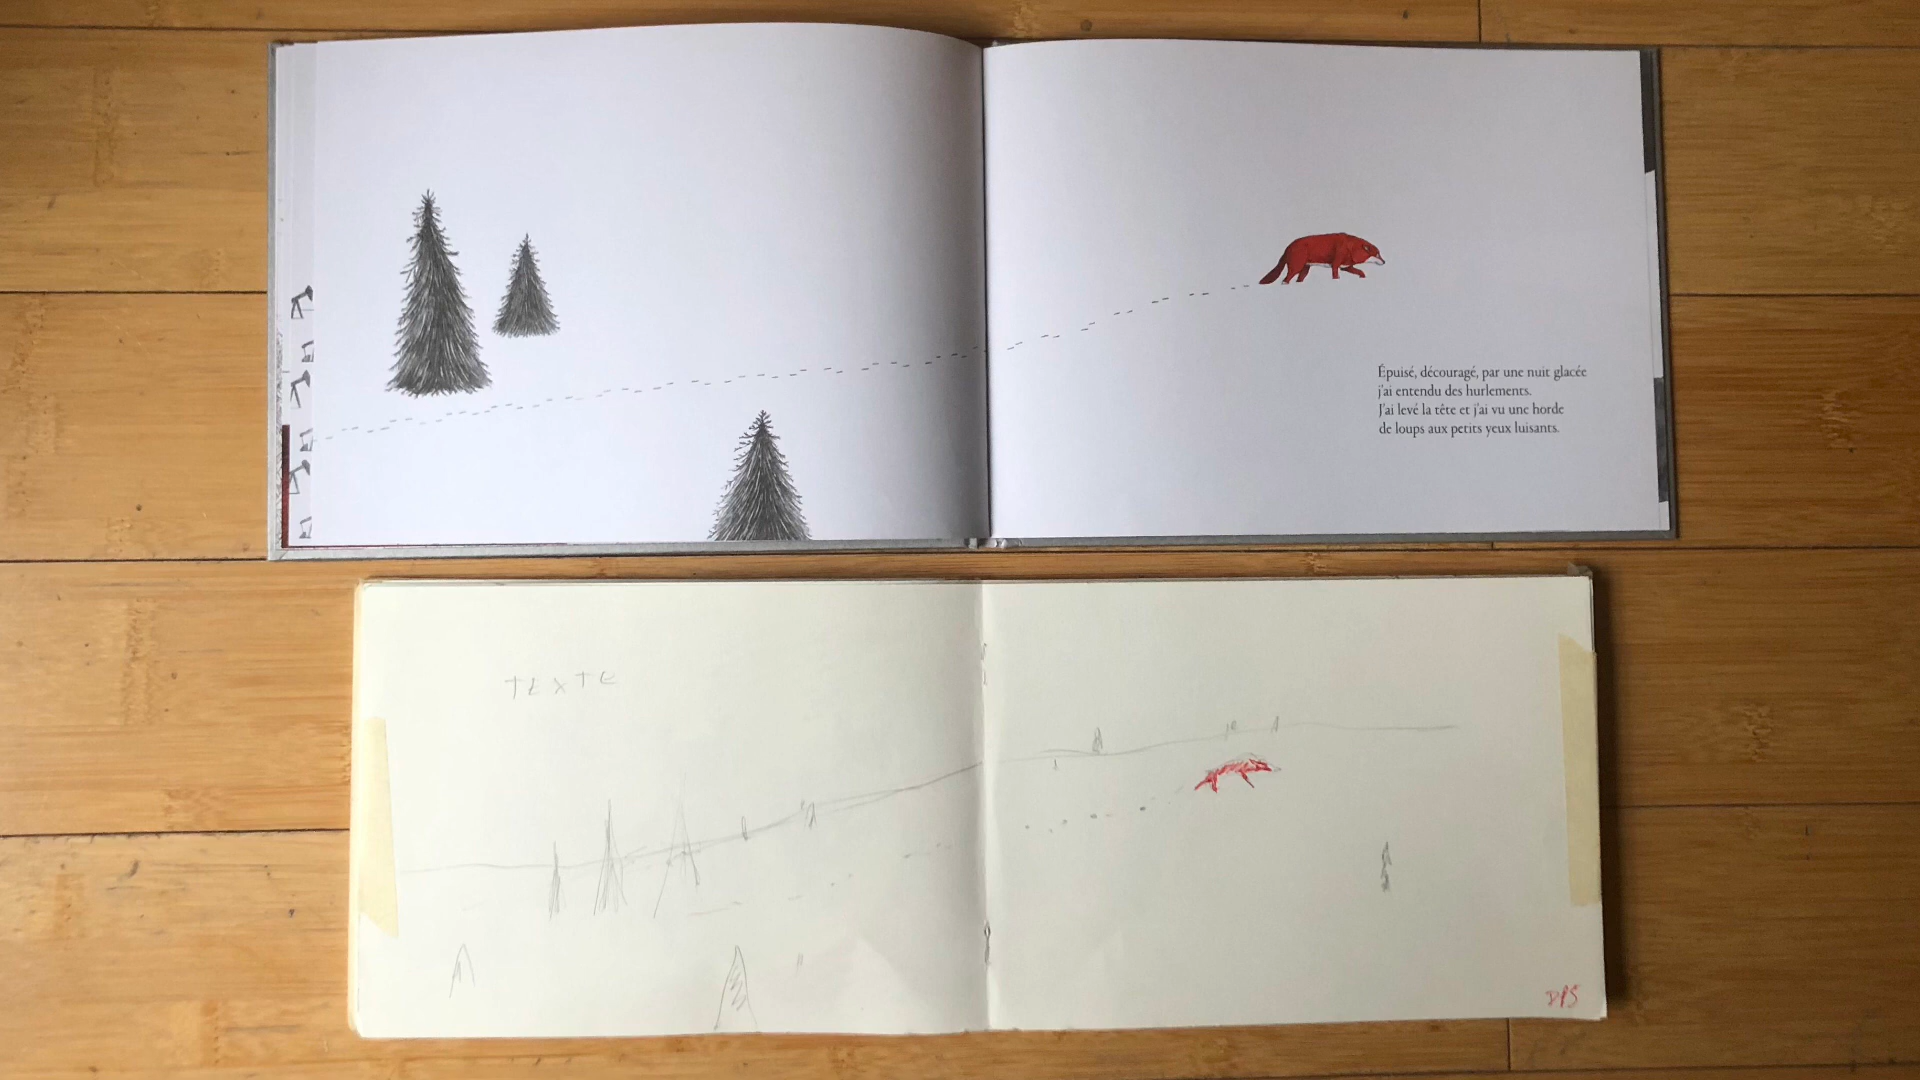 Épuisé, découragé, par une nuit glacée
j'ai entendu des hurlements.
J'ai levé la tête et j'ai vu une horde
de loups aux petits yeux luisants.
TEXTE
DPS